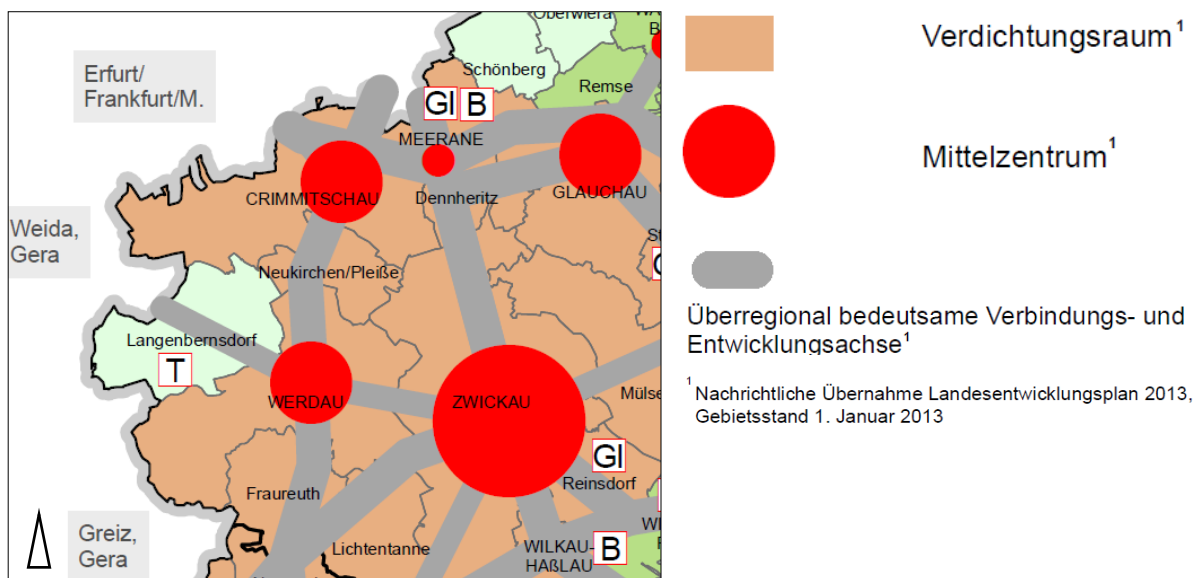 Erfurt/
Frankfurt/M.
Oberwiera
Schönberg
Remse
GI B
MEERANE
CRIMMITSCHAU
Dennheritz
GLAUCHAU
Weida,
Gera
Neukirchen/Pleiße
Langenbernsdorf
T
WERDAU
ZWICKAU
Mülse
GI
Reinsdorf
Fraureuth
Greiz,
Gera
Lichtentanne
WILKAU-
HAßLAU
B
Verdichtungsraum¹
Mittelzentrum¹
Überregional bedeutsame Verbindungs- und
Entwicklungsachse¹
¹ Nachrichtliche Übernahme Landesentwicklungsplan 2013,
Gebietsstand 1. Januar 2013